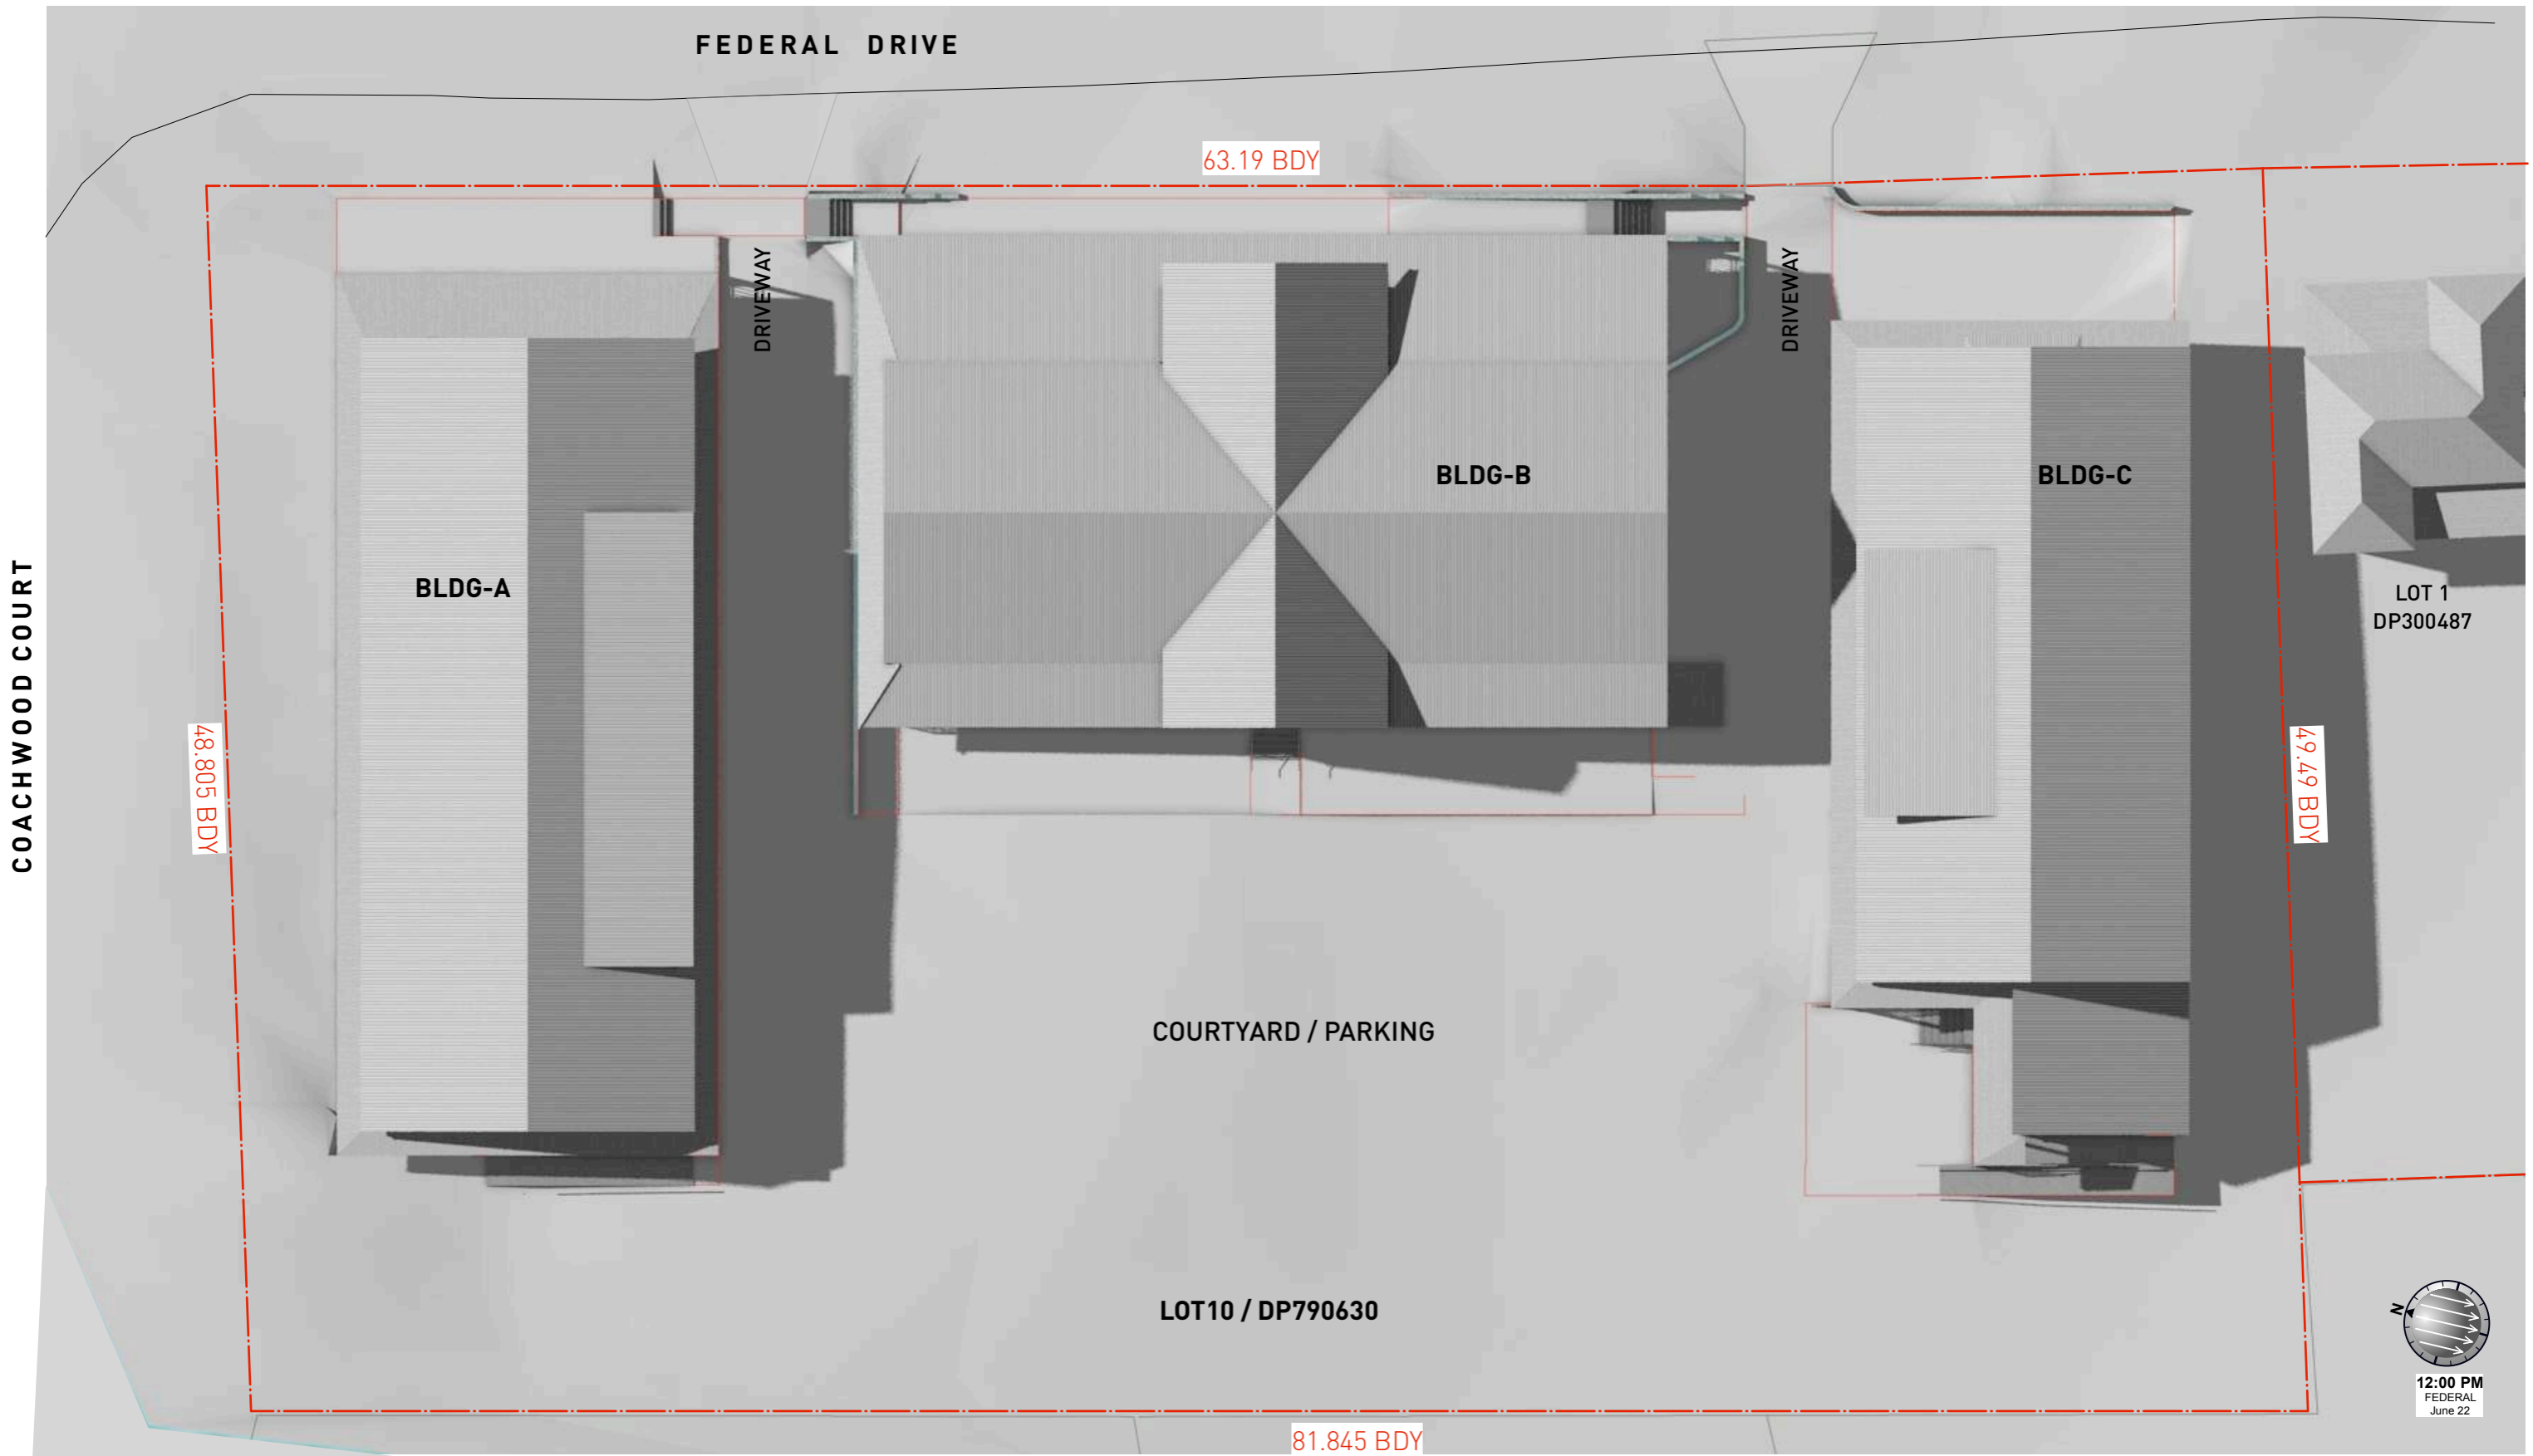 FEDERAL DRIVE
63.19 BDY
DRIVEWAY
DRIVEWAY
BLDG-B
BLDG-C
BLDG-A
COACHWOOD COURT
LOT 1
DP300487
48.805 BDY
49.49 BDY
COURTYARD / PARKING
LOT10 / DP790630
N
12:00 PM
FEDERAL
June 22
81.845 BDY